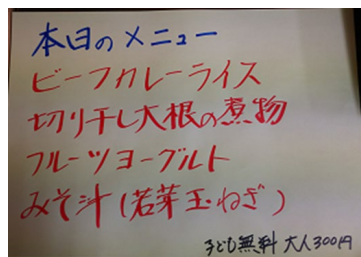 本日のメニュー
ビーフカレーライス
切り干し大根の煮物
フルーツヨーグルト
みそ汁(若芽玉ねぎ)
子ども無料 大人300円